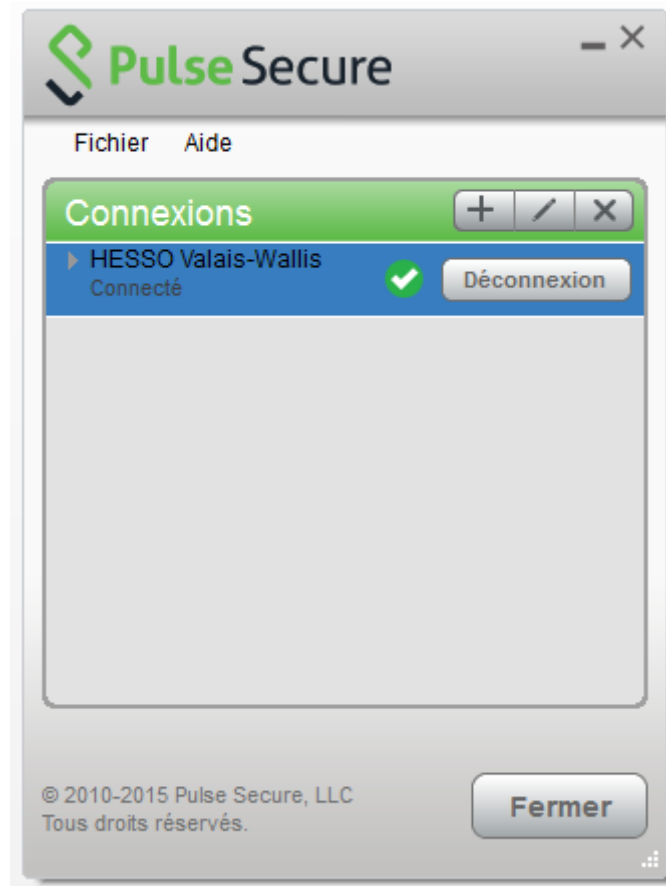 Pulse Secure
Fichier Aide
Connexions
HESSO Valais-Wallis
Connecté
Déconnexion
© 2010-2015 Pulse Secure, LLC
Tous droits réservés.
Fermer